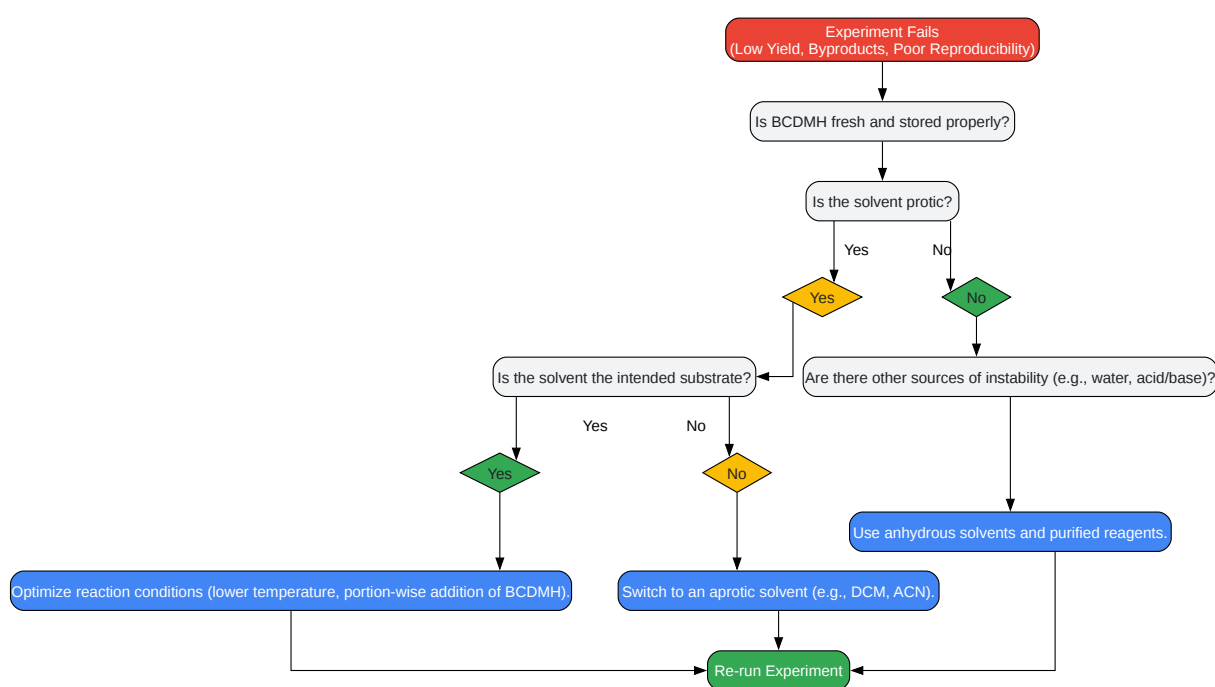 Experiment Fails
(Low Yield, Byproducts, Poor Reproducibility)
Is BCDMH fresh and stored properly?
Is the solvent protic?
Yes
No
Yes
No
Is the solvent the intended substrate?
Are there other sources of instability (e.g., water, acid/base)?
Yes
No
Yes
No
Use anhydrous solvents and purified reagents.
Optimize reaction conditions (lower temperature, portion-wise addition of BCDMH).
Switch to an aprotic solvent (e.g., DCM, ACN).
Re-run Experiment